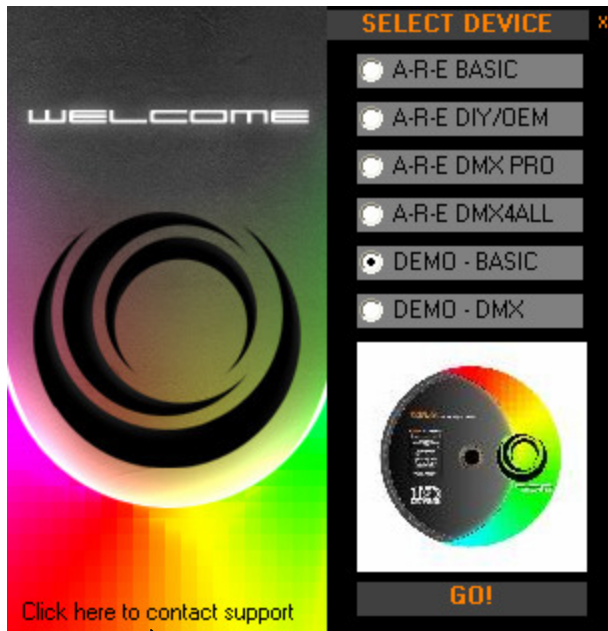 WELCOME
Click here to contact support
SELECT DEVICE
x
A-R-E BASIC
A-R-E DIY/OEM
A-R-E DMX PRO
A-R-E DMX4ALL
DEMO - BASIC
DEMO - DMX
GO!